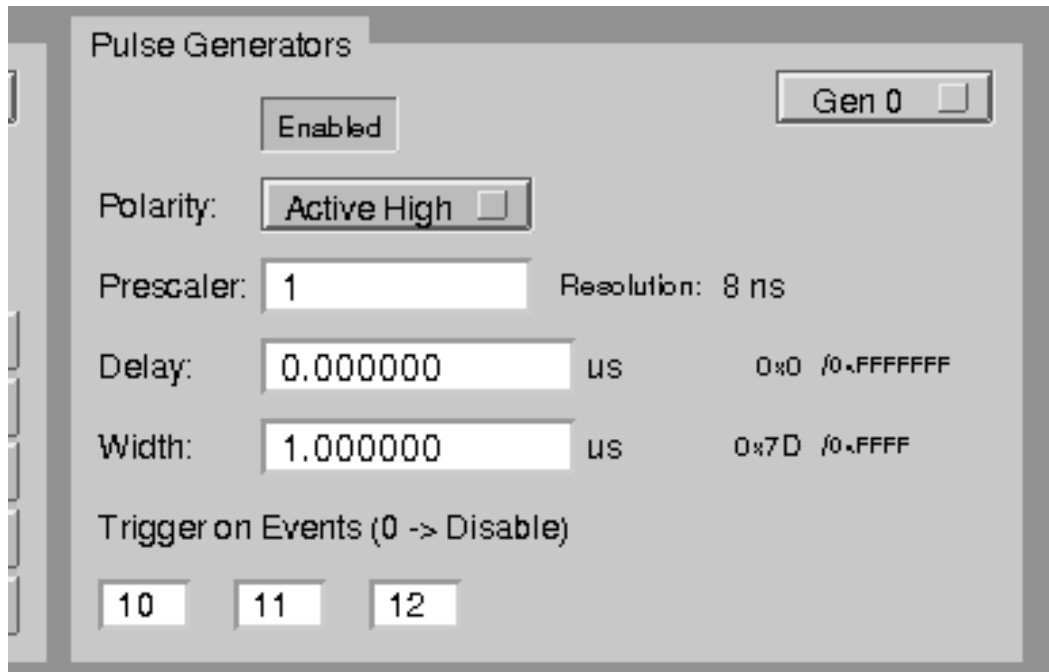 Pulse Generators
Gen 0
Enabled
Polarity: Active High
Prescaler: 1 Resolution: 8 ns
Delay: 0.000000 us 0x0 /0xFFFFFFF
Width: 1.000000 us 0x7D /0xFFFF
Trigger on Events (0 -> Disable)
10 11 12